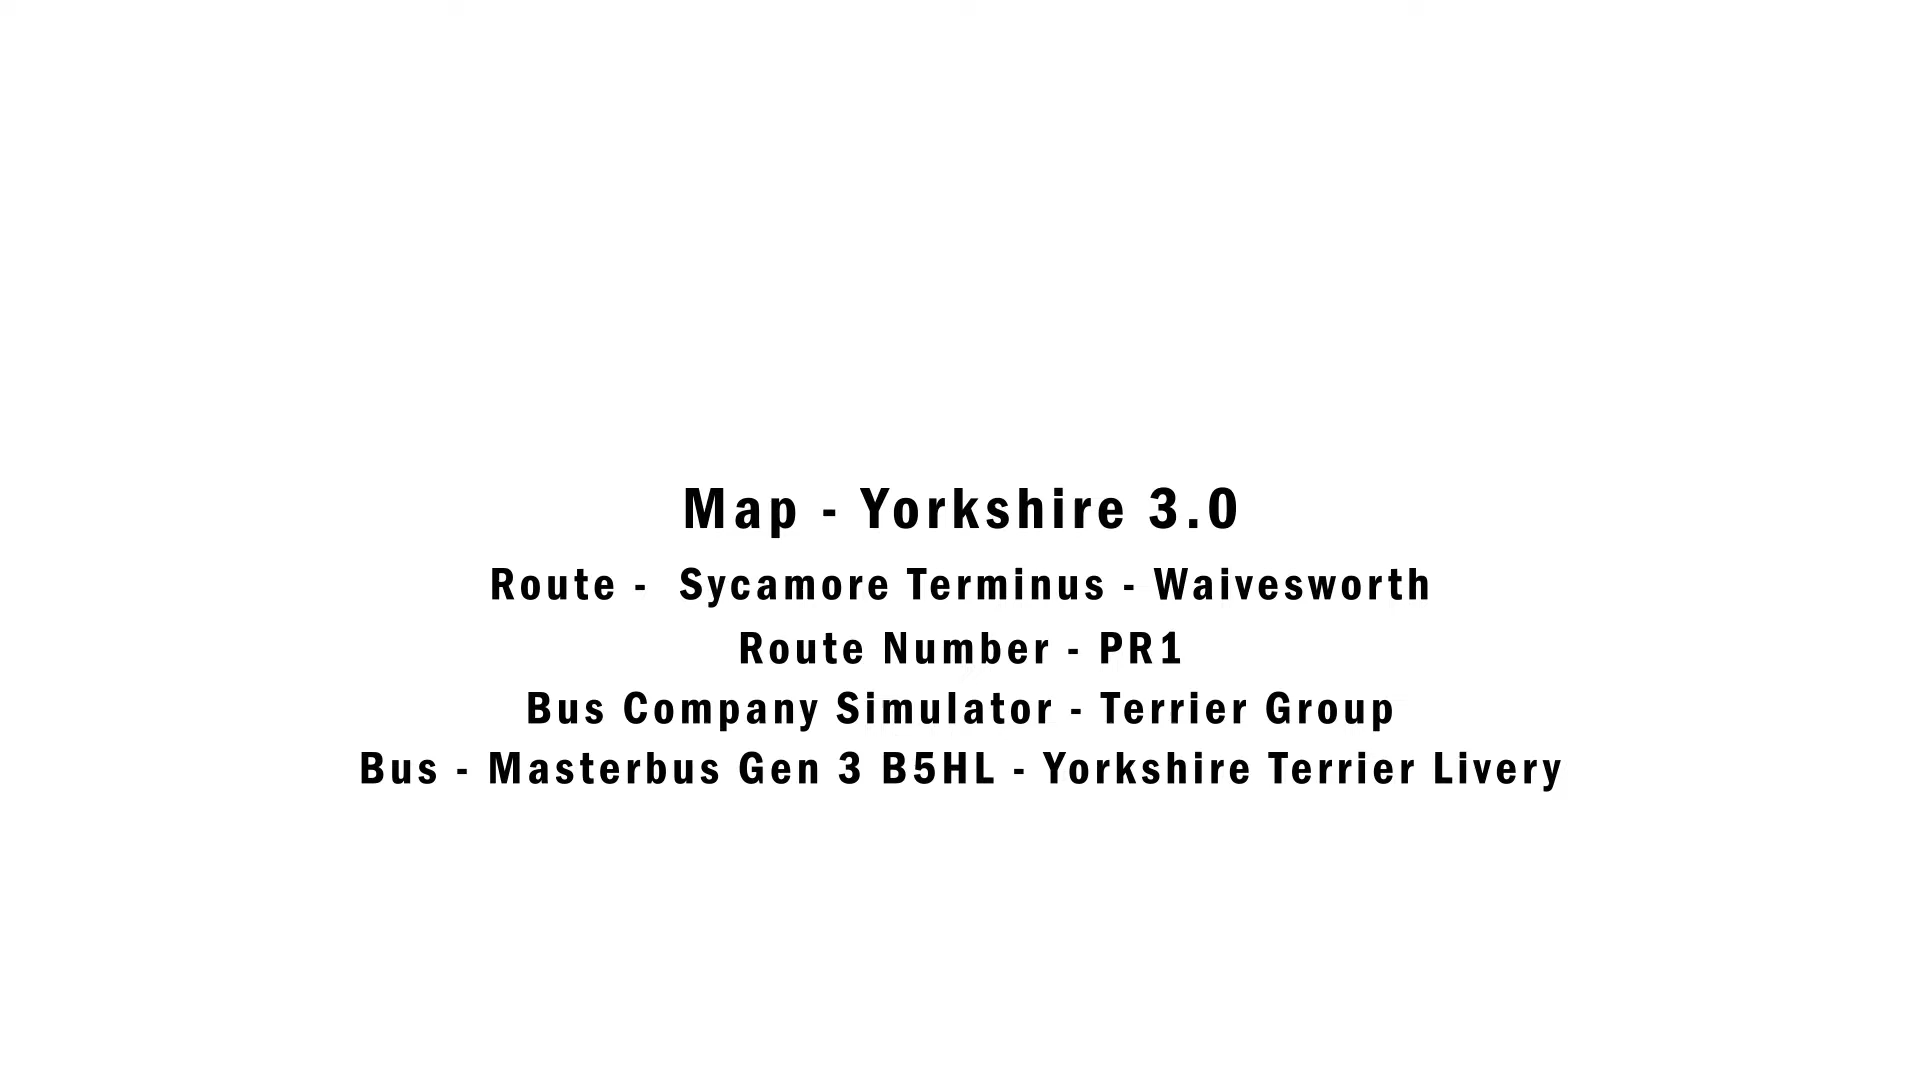 Map - Yorkshire 3.0
Route -  Sycamore Terminus - Waivesworth
Route Number - PR1
Bus Company Simulator - Terrier Group
Bus - Masterbus Gen 3 B5HL - Yorkshire Terrier Livery